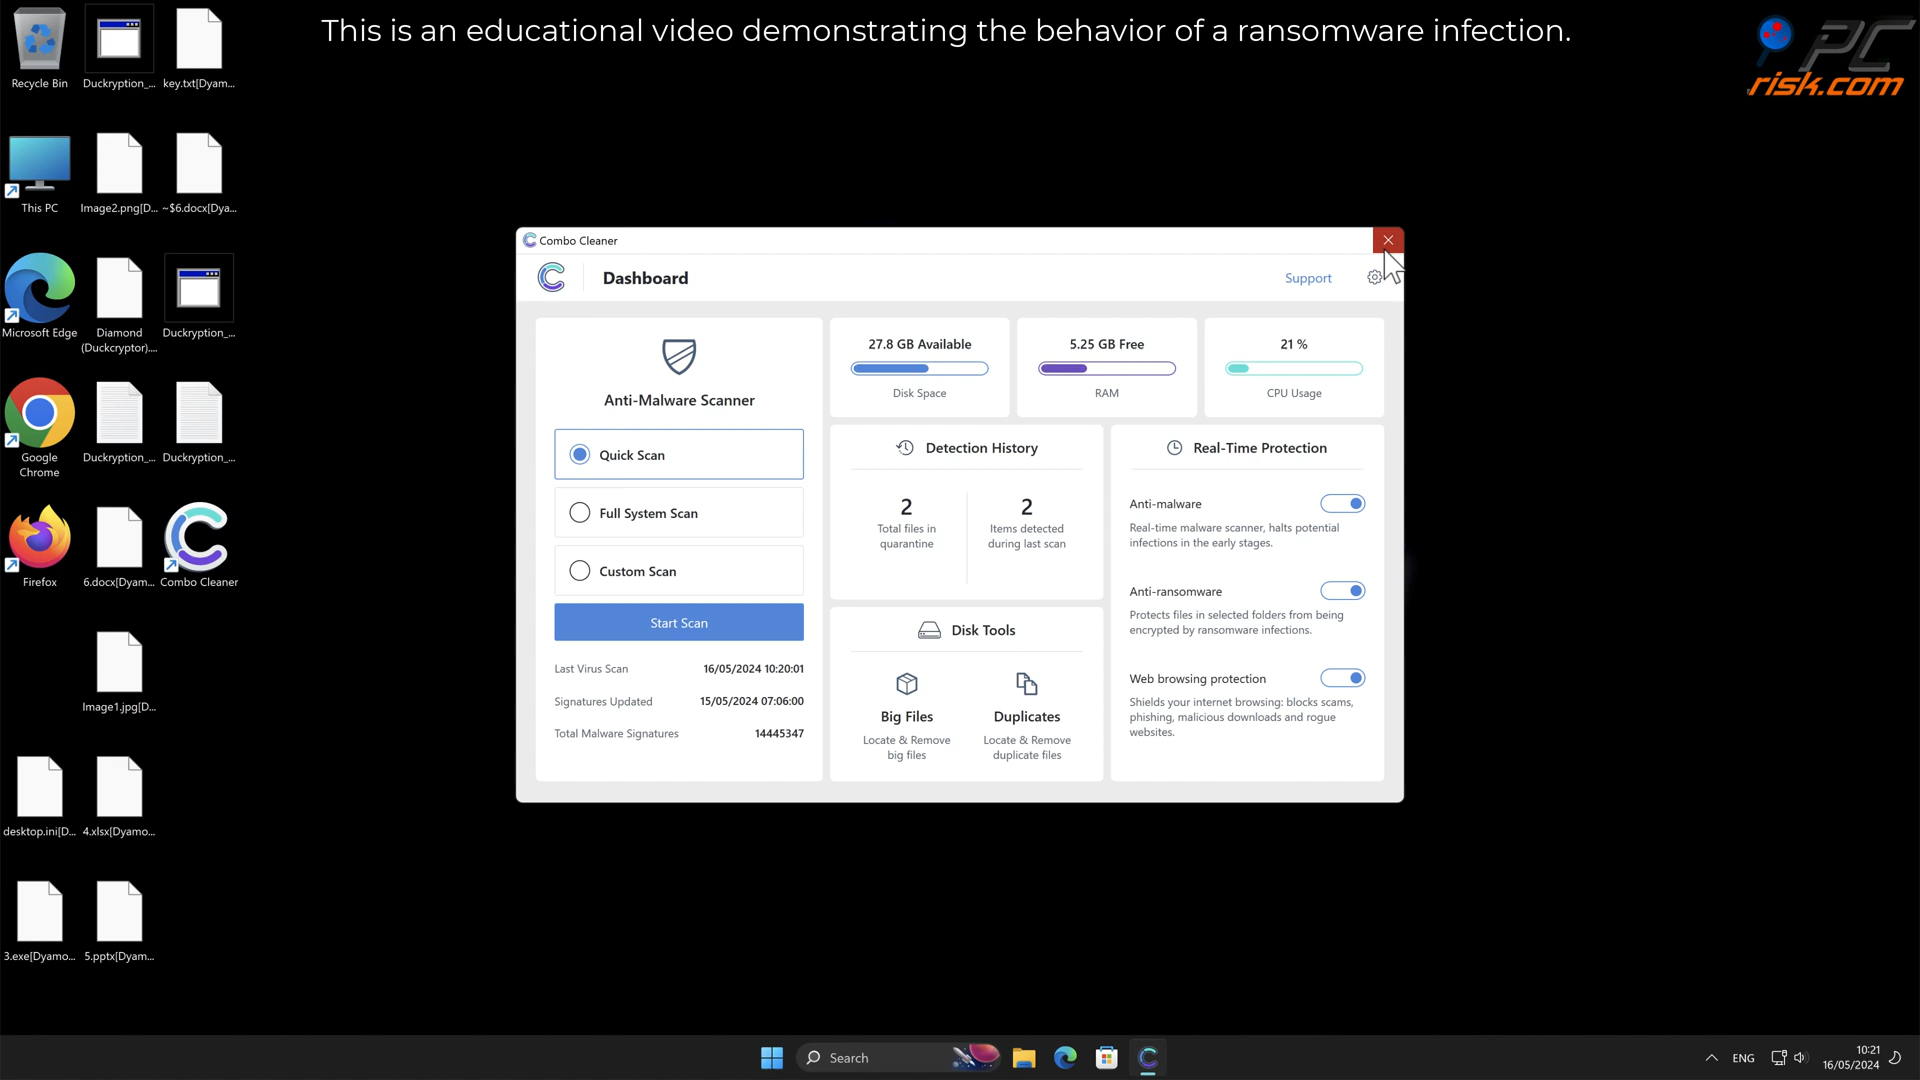 This is an educational video demonstrating the behavior of a ransomware infection.
PC
risk.com
Recycle Bin
Duckryption_...
key.txt[Dyam...
This PC
Image2.png[D...
~$6.docx[Dya...
Microsoft Edge
Diamond
(Duckcryptor)....
Duckryption_...
Google
Chrome
Duckryption_...
Duckryption_...
Firefox
6.docx[Dyam...
Combo Cleaner
Image1.jpg[D...
desktop.ini[D...
4.xlsx[Dyamo...
3.exe[Dyamo...
5.pptx[Dyam...
Combo Cleaner
Dashboard
Support
Anti-Malware Scanner
Quick Scan
Full System Scan
Custom Scan
Start Scan
Last Virus Scan 16/05/2024 10:20:01
Signatures Updated 15/05/2024 07:06:00
Total Malware Signatures 14445347
27.8 GB Available
Disk Space
5.25 GB Free
RAM
21 %
CPU Usage
Detection History
2
Total files in
quarantine
2
Items detected
during last scan
Disk Tools
Big Files
Locate & Remove
big files
Duplicates
Locate & Remove
duplicate files
Real-Time Protection
Anti-malware
Real-time malware scanner, halts potential
infections in the early stages.
Anti-ransomware
Protects files in selected folders from being
encrypted by ransomware infections.
Web browsing protection
Shields your internet browsing: blocks scams,
phishing, malicious downloads and rogue
websites.
Search
ENG
10:21
16/05/2024